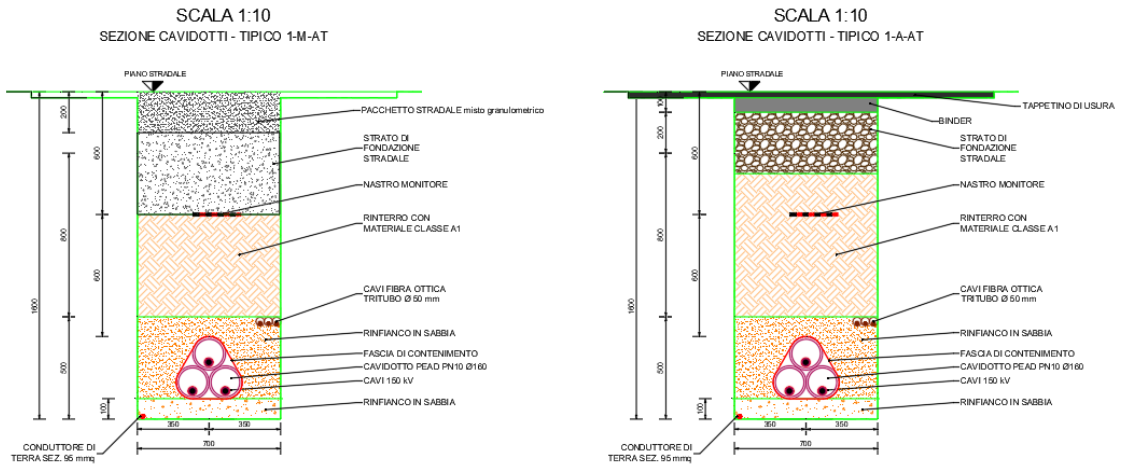 SCALA 1:10
SEZIONE CAVIDOTTI - TIPICO 1-M-AT
PIANO STRADALE
200
600
800
600
1600
500
100
PACCHETTO STRADALE misto granulometrico
STRATO DI
FONDAZIONE
STRADALE
NASTRO MONITORE
RINTERRO CON
MATERIALE CLASSE A1
CAVI FIBRA OTTICA
TRITUBO Ø 50 mm
RINFIANCO IN SABBIA
FASCIA DI CONTENIMENTO
CAVIDOTTO PEAD PN10 Ø160
CAVI 150 kV
RINFIANCO IN SABBIA
350
350
700
CONDUTTORE DI
TERRA SEZ. 95 mmq
SCALA 1:10
SEZIONE CAVIDOTTI - TIPICO 1-A-AT
PIANO STRADALE
100
200
600
800
600
1600
500
100
TAPPETINO DI USURA
BINDER
STRATO DI
FONDAZIONE
STRADALE
NASTRO MONITORE
RINTERRO CON
MATERIALE CLASSE A1
CAVI FIBRA OTTICA
TRITUBO Ø 50 mm
RINFIANCO IN SABBIA
FASCIA DI CONTENIMENTO
CAVIDOTTO PEAD PN10 Ø160
CAVI 150 kV
RINFIANCO IN SABBIA
350
350
700
CONDUTTORE DI
TERRA SEZ. 95 mmq